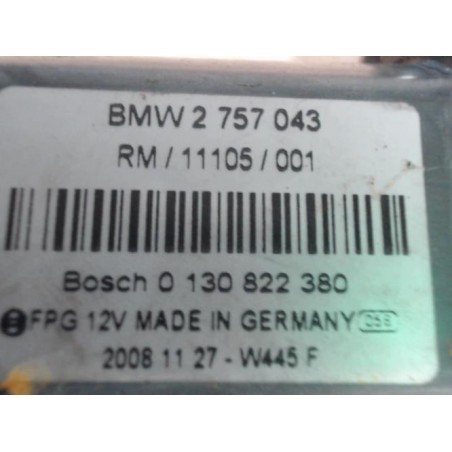 BMW 2 757 043
RM / 11105 / 001
Bosch 0 130 822 380
FPG 12V MADE IN GERMANY 058
2008 11 27 - W445 F